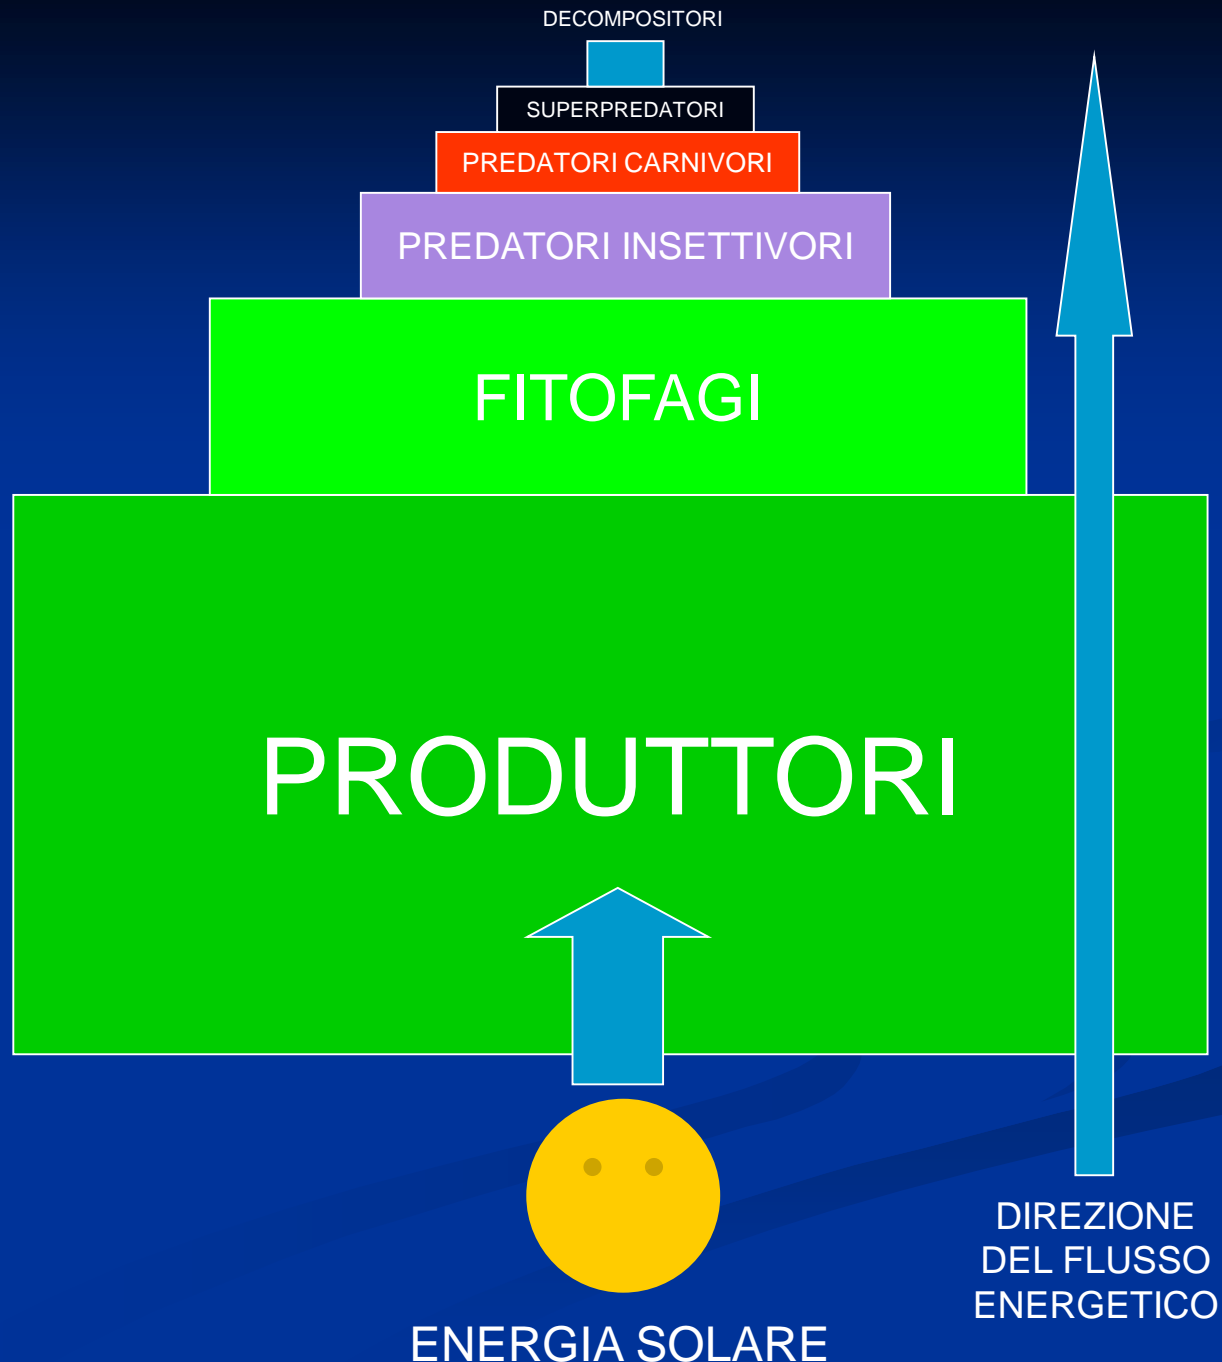 DECOMPOSITORI
SUPERPREDATORI
PREDATORI CARNIVORI
PREDATORI INSETTIVORI
FITOFAGI
PRODUTTORI
DIREZIONE
DEL FLUSSO
ENERGETICO
ENERGIA SOLARE